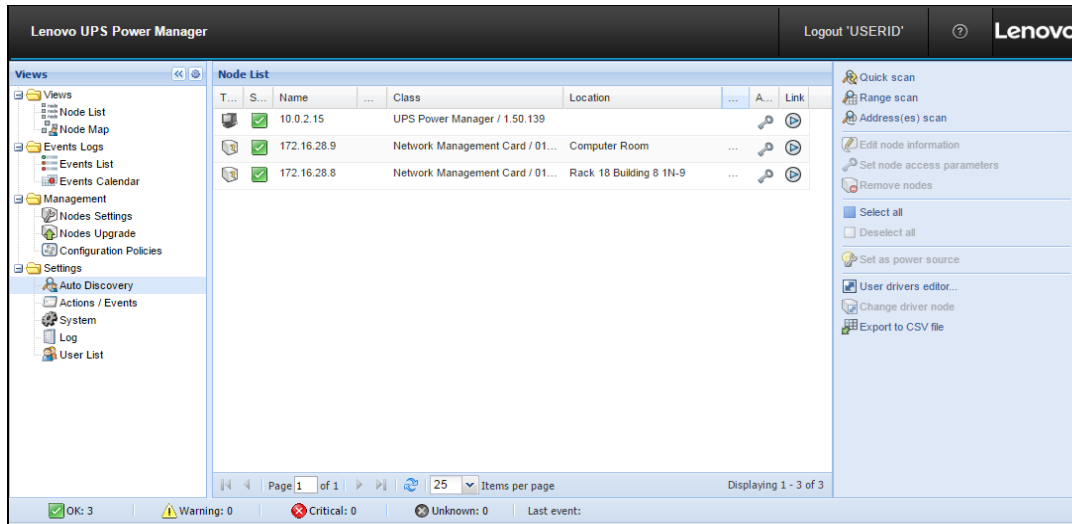 Lenovo UPS Power Manager
Logout 'USERID'
?
Lenovo
Views
Views
Node List
Node Map
Events Logs
Events List
Events Calendar
Management
Nodes Settings
Nodes Upgrade
Configuration Policies
Settings
Auto Discovery
Actions / Events
System
Log
User List
Node List
T... S... Name ... Class Location ... A... Link
10.0.2.15 UPS Power Manager / 1.50.139
172.16.28.9 Network Management Card / 01... Computer Room ...
172.16.28.8 Network Management Card / 01... Rack 18 Building 8 1N-9 ...
Page 1 of 1 25 Items per page Displaying 1 - 3 of 3
Quick scan
Range scan
Address(es) scan
Edit node information
Set node access parameters
Remove nodes
Select all
Deselect all
Set as power source
User drivers editor...
Change driver node
Export to CSV file
OK: 3 Warning: 0 Critical: 0 Unknown: 0 Last event: